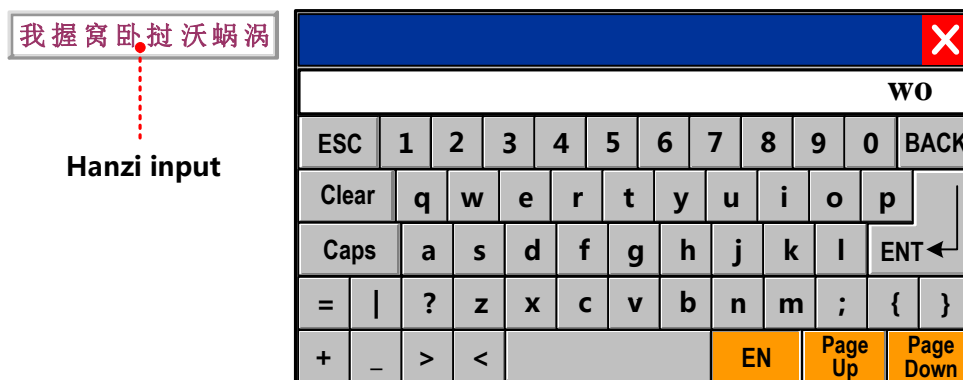 我握窝卧挝沃蜗涡
Hanzi input
wo
ESC 1 2 3 4 5 6 7 8 9 0 BACK
Clear q w e r t y u i o p
Caps a s d f g h j k l ENT
= | ? z x c v b n m ; { }
+ _ > < EN Page Up Page Down